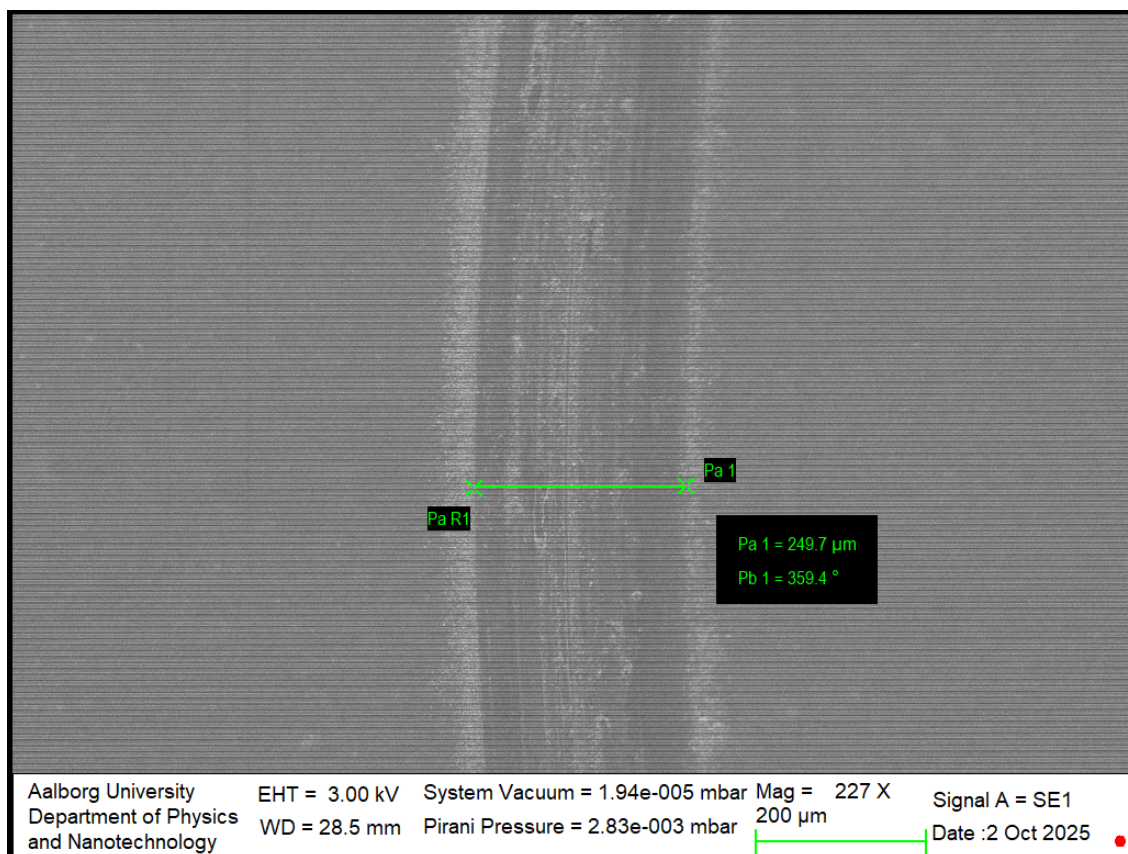 Pa 1
Pa R1
Pa 1 = 249.7 µm
Pb 1 = 359.4 °
Aalborg University
Department of Physics
and Nanotechnology
EHT = 3.00 kV
WD = 28.5 mm
System Vacuum = 1.94e-005 mbar
Pirani Pressure = 2.83e-003 mbar
Mag = 227 X
200 µm
Signal A = SE1
Date :2 Oct 2025